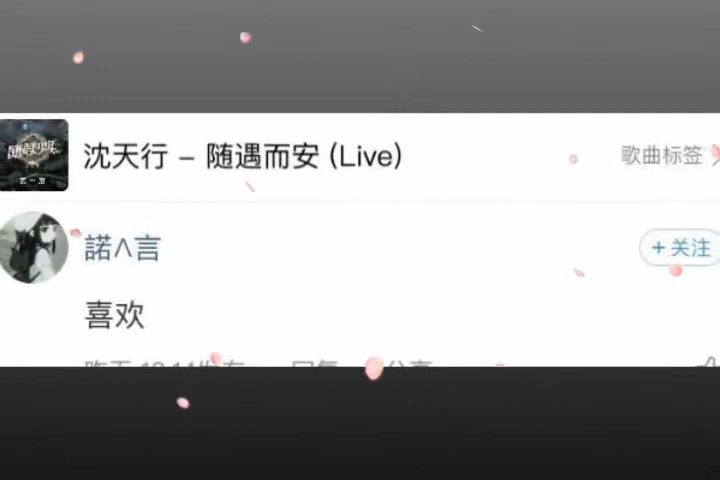 沈天行 - 随遇而安 (Live)
歌曲标签
諾∧言
+ 关注
喜欢